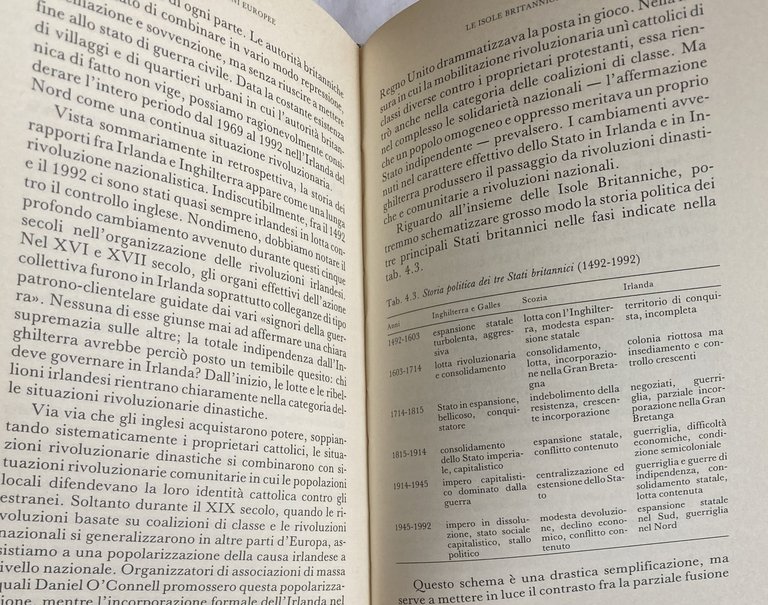 NI EUROPEE
di ogni parte. Le autorità britanniche
ato di combinare in vario modo repressione,
mediazione e sovvenzione, ma senza riuscire a mettere
fine allo stato di guerra civile. Data la costante esistenza
di villaggi e di quartieri urbani in cui l'autorità britan-
nica di fatto non vige, possiamo ragionevolmente consi-
derare l'intero periodo dal 1969 al 1992 nell'Irlanda del
Nord come una continua situazione rivoluzionaria.
Vista sommariamente in retrospettiva, la storia dei
rapporti fra Irlanda e Inghilterra appare come una lunga
rivoluzione nazionalistica. Indiscutibilmente, fra il 1492
e il 1992 ci sono stati quasi sempre irlandesi in lotta con-
tro il controllo inglese. Nondimeno, dobbiamo notare il
profondo cambiamento avvenuto durante questi cinque
secoli nell'organizzazione delle rivoluzioni irlandesi.
Nel XVI e XVII secolo, gli organi effettivi dell'azione
collettiva furono in Irlanda soprattutto colleganze di tipo
patrono-clientelare guidate dai vari «signori della guer-
ra». Nessuna di esse giunse mai ad affermare una chiara
supremazia sulle altre; la totale indipendenza dall'In-
ghilterra avrebbe perciò posto un temibile quesito: chi
deve governare in Irlanda? Dall'inizio, le lotte e le ribel-
lioni irlandesi rientrano chiaramente nella categoria del-
le situazioni rivoluzionarie dinastiche.
Via via che gli inglesi acquistarono potere, soppian-
tando sistematicamente i proprietari cattolici, le situa-
zioni rivoluzionarie dinastiche si combinarono con si-
tuazioni rivoluzionarie comunitarie in cui le popolazioni
locali difendevano la loro identità cattolica contro gli
estranei. Soltanto durante il XIX secolo, quando le ri-
voluzioni basate su coalizioni di classe e le rivoluzioni
nazionali si generalizzarono in altre parti d'Europa, as-
sistiamo a una popolarizzazione della causa irlandese a
livello nazionale. Organizzatori di associazioni di massa
quali Daniel O'Connell promossero questa popolarizza-
zione, mentre l'incorporazione formale dell'Irlanda nel
LE ISOLE BRITANNIC
Regno Unito drammatizzava la posta in gioco. Nella
sura in cui la mobilitazione rivoluzionaria unì cattolici di
classi diverse contro i proprietari protestanti, essa rien-
trò anche nella categoria delle coalizioni di classe. Ma
nel complesso le solidarietà nazionali — l'affermazione
che un popolo omogeneo e oppresso meritava un proprio
Stato indipendente — prevalsero. I cambiamenti avve-
nuti nel carattere effettivo dello Stato in Irlanda e in In-
ghilterra produssero il passaggio da rivoluzioni dinasti-
che e comunitarie a rivoluzioni nazionali.
Riguardo all'insieme delle Isole Britanniche, po-
tremmo schematizzare grosso modo la storia politica dei
tre principali Stati britannici nelle fasi indicate nella
tab. 4.3.
Tab. 4.3. Storia politica dei tre Stati britannici (1492-1992)
Anni Inghilterra e Galles Scozia Irlanda
1492-1603 espansione statale lotta con l'Inghilter- territorio di conqui-
turbolenta, aggres- ra, modesta espan- sta, incompleta
siva sione statale
1603-1714 lotta rivoluzionaria consolidamento, colonia riottosa ma
e consolidamento lotta, incorporazio- insediamento e con-
ne nella Gran Breta- trollo crescenti
gna
1714-1815 Stato in espansione, indebolimento della negoziati, guerri-
bellicoso, conqui- resistenza, crescen- glia, parziale incor-
statore te incorporazione porazione nella Gran
Bretanga
1815-1914 consolidamento espansione statale, guerriglia, difficoltà
dello Stato imperia- conflitto contenuto economiche, condi-
le, capitalistico zione semicoloniale
1914-1945 impero capitalisti- centralizzazione ed guerriglia e guerre di
co dominato dalla estensione dello Sta- indipendenza, con-
guerra to solidamento statale,
lotta contenuta
1945-1992 impero in dissolu- modesta devoluzio- espansione statale
zione, stato sociale ne, declino econo- nel Sud, guerriglia
capitalistico, stallo mico, conflitto con- nel Nord
politico tenuto
Questo schema è una drastica semplificazione, ma
serve a mettere in luce il contrasto fra la parziale fusione